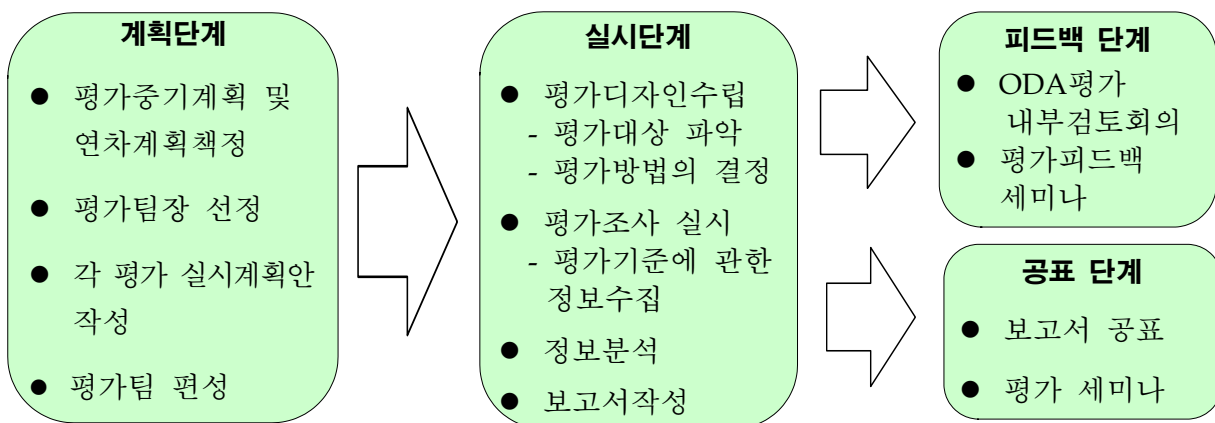 계획단계
● 평가중기계획 및
연차계획책정
● 평가팀장 선정
● 각 평가 실시계획안
작성
● 평가팀 편성
실시단계
● 평가디자인수립
- 평가대상 파악
- 평가방법의 결정
● 평가조사 실시
- 평가기준에 관한
정보수집
● 정보분석
● 보고서작성
피드백 단계
● ODA평가
내부검토회의
● 평가피드백
세미나
공표 단계
● 보고서 공표
● 평가 세미나